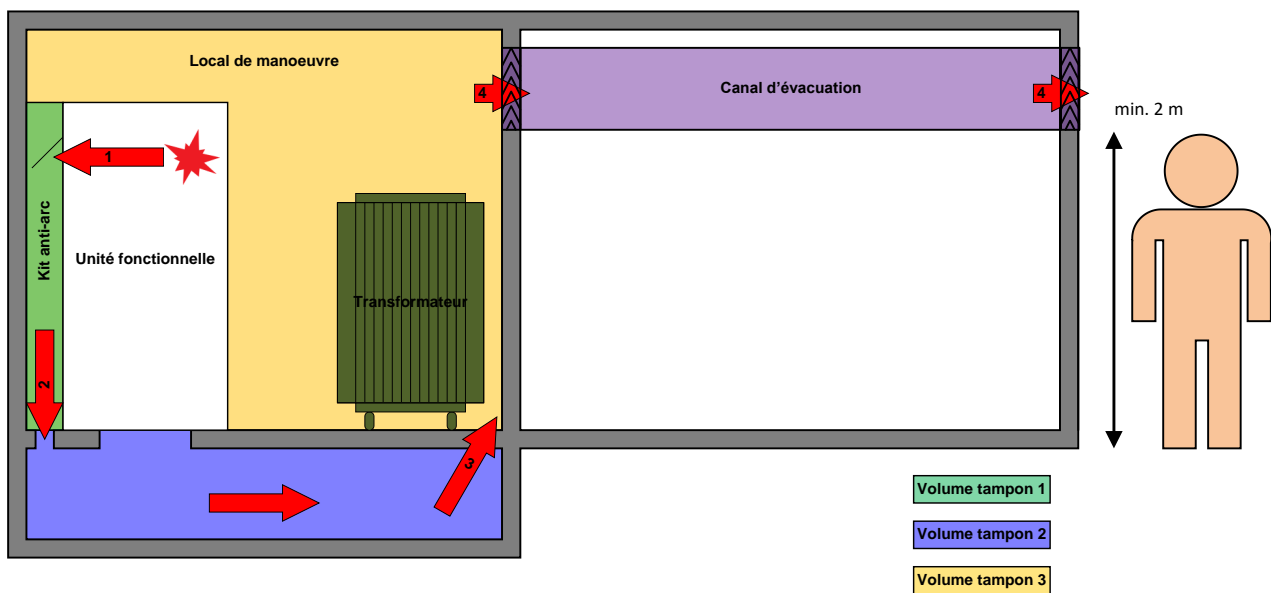 Local de manoeuvre
4
Canal d'évacuation
4
min. 2 m
1
Kit anti-arc
Unité fonctionnelle
Transformateur
2
3
Volume tampon 1
Volume tampon 2
Volume tampon 3